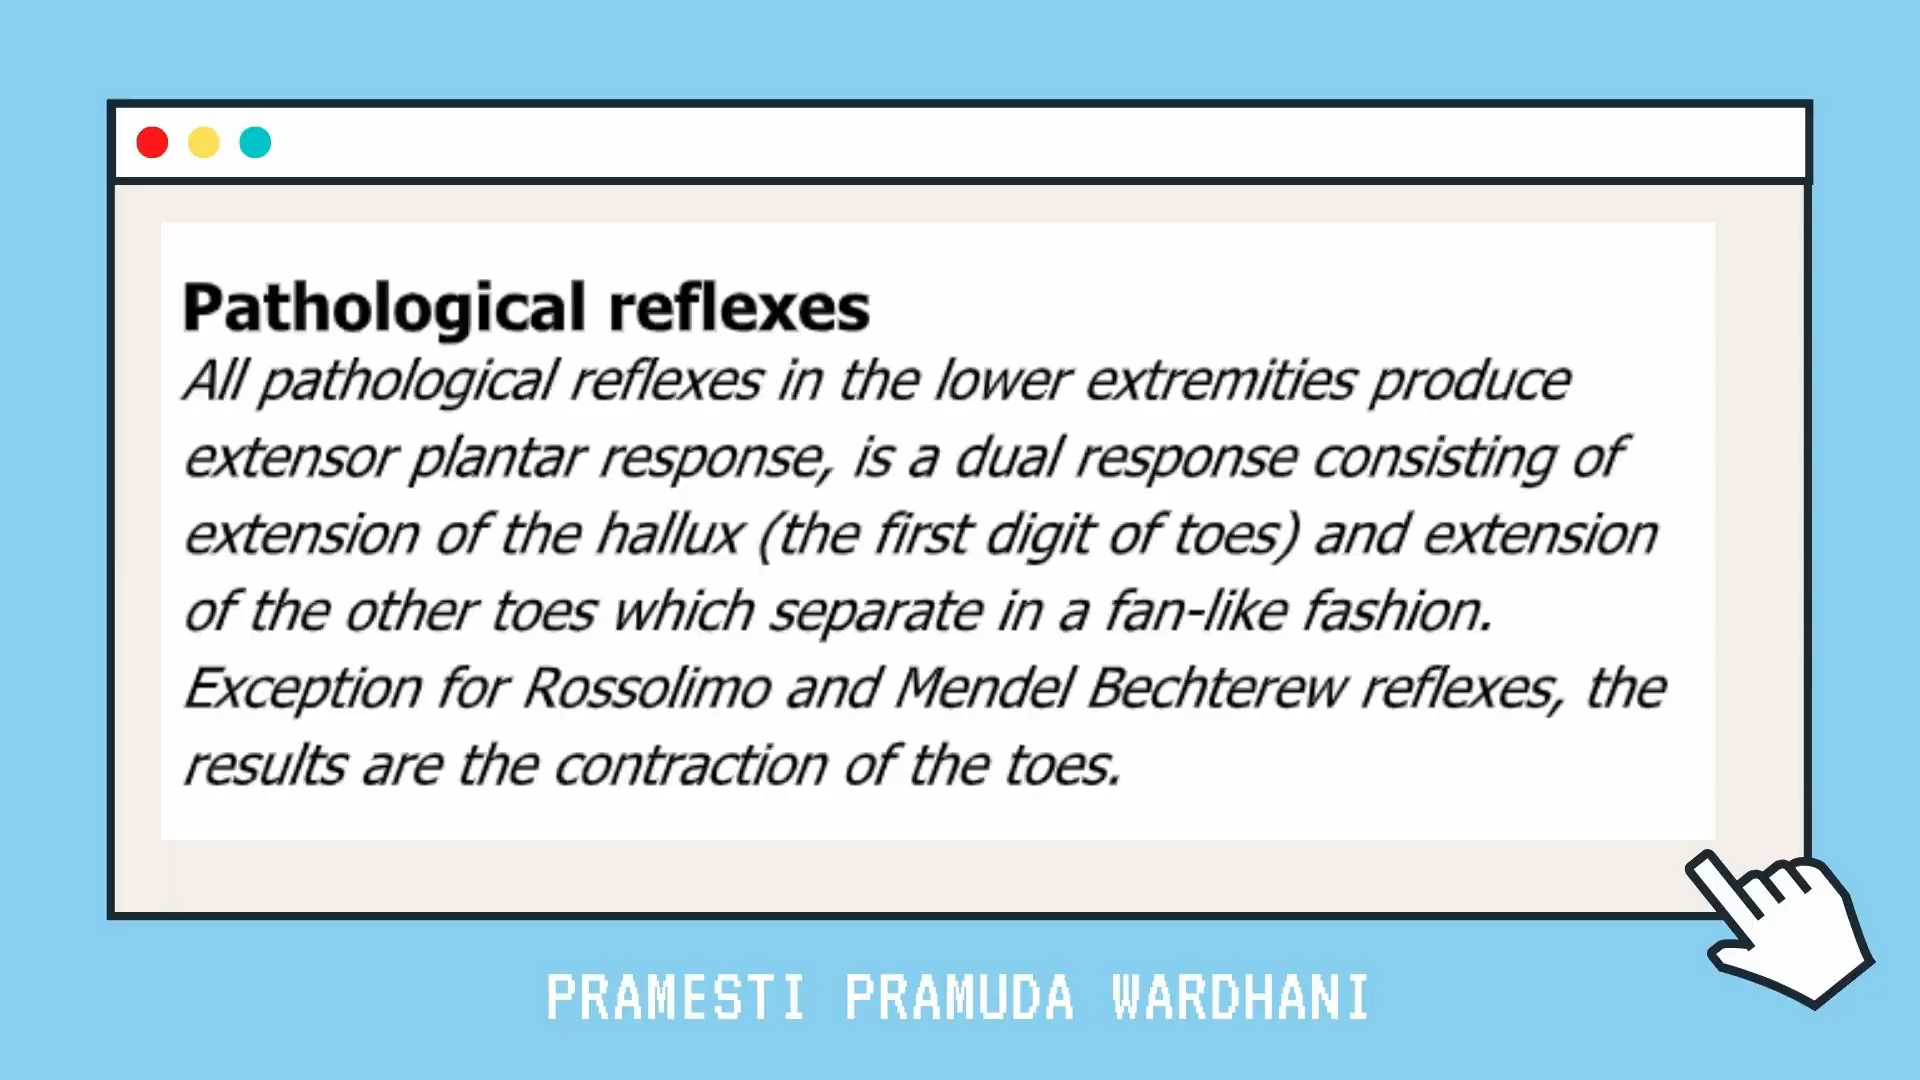 Pathological reflexes
All pathological reflexes in the lower extremities produce
extensor plantar response, is a dual response consisting of
extension of the hallux (the first digit of toes) and extension
of the other toes which separate in a fan-like fashion.
Exception for Rossolimo and Mendel Bechterew reflexes, the
results are the contraction of the toes.
PRAMESTI PRAMUDA WARDHANI